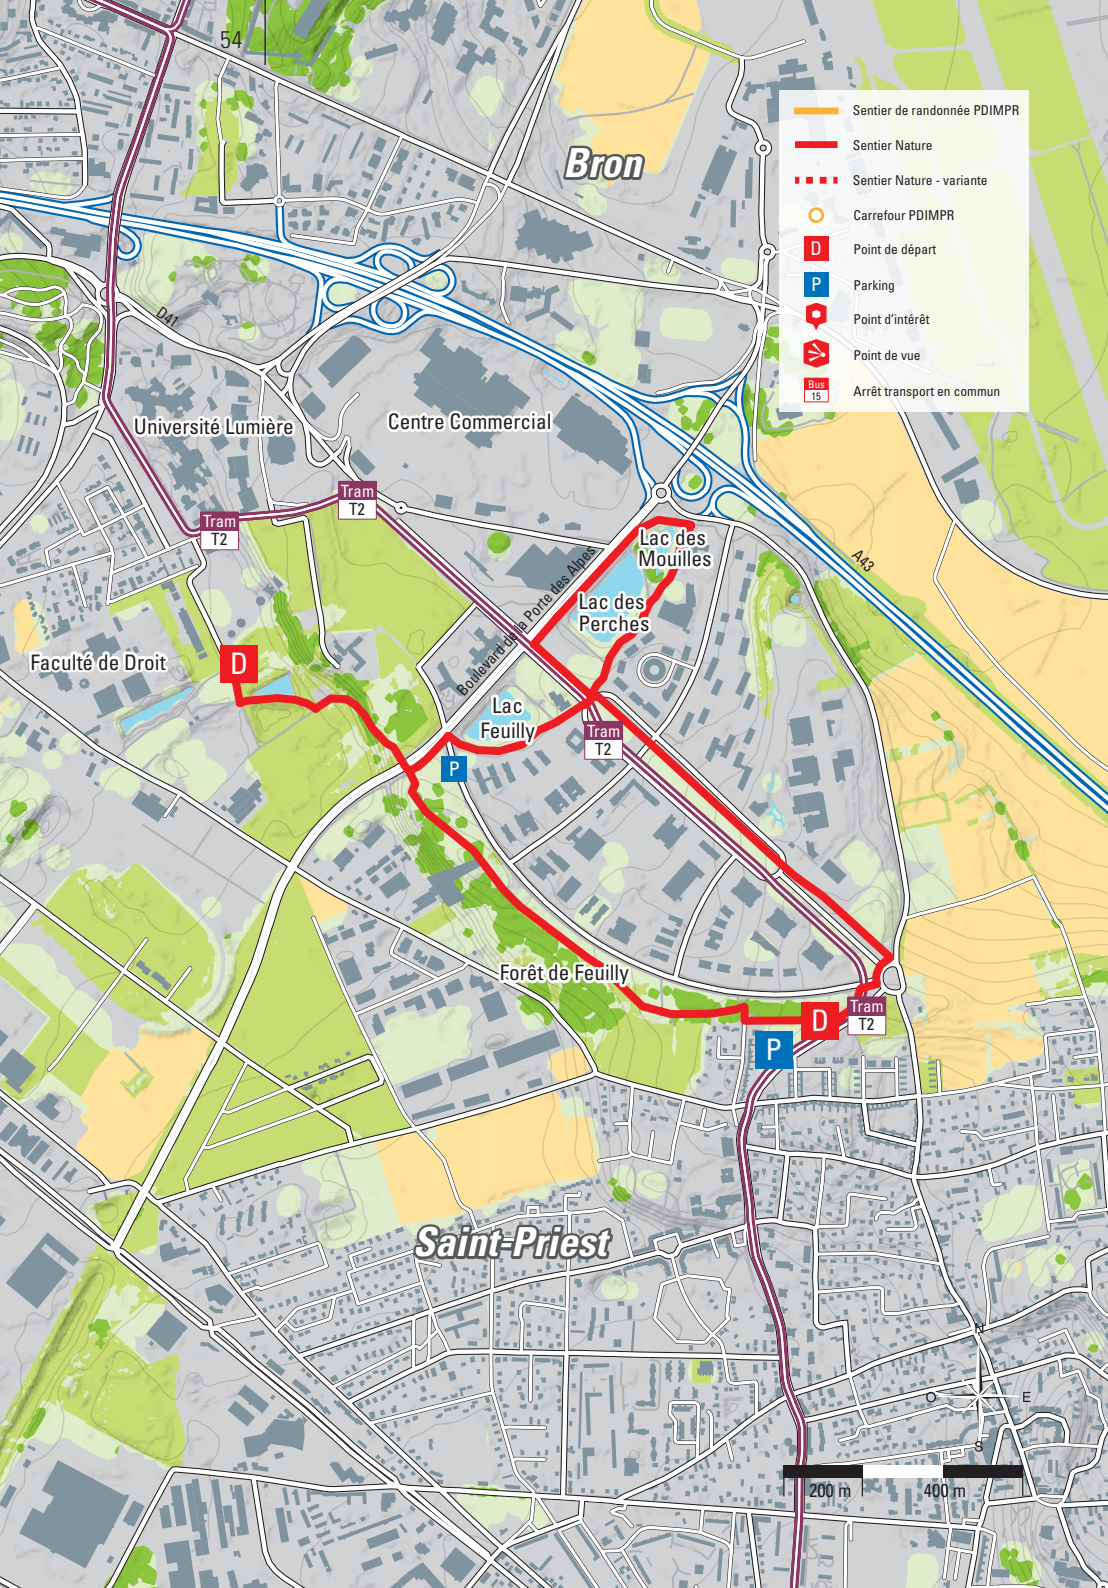 54
Bron
Sentier de randonnée PDIMPR
Sentier Nature
Sentier Nature - variante
Carrefour PDIMPR
D
Point de départ
P
Parking
Point d'intérêt
Point de vue
Bus
15
Arrêt transport en commun
D41
Université Lumière
Centre Commercial
Tram
T2
Tram
T2
Lac des
Mouilles
A43
Boulevard de la Porte des Alpes
Lac des
Perches
Faculté de Droit
D
Lac
Feuilly
Tram
T2
P
Forêt de Feuilly
D
Tram
T2
P
Saint-Priest
N
O
E
S
200 m
400 m